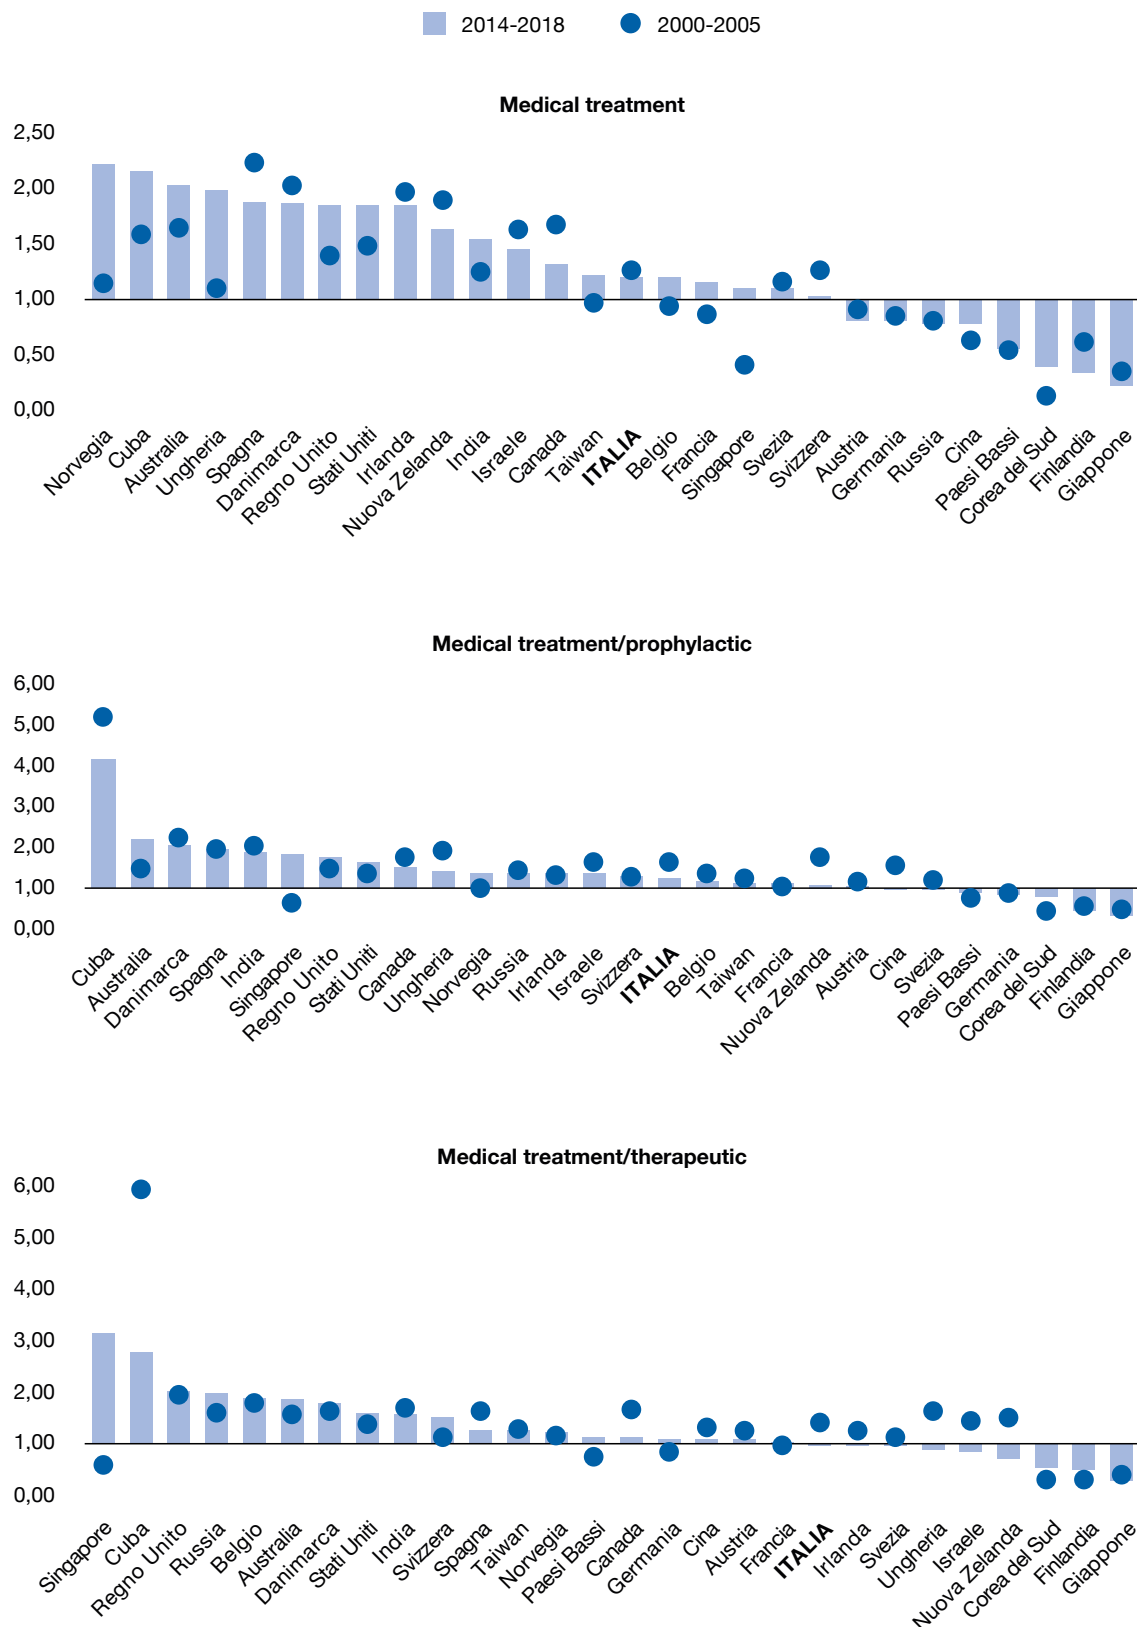 2014-2018 2000-2005
Medical treatment
2,50
2,00
1,50
1,00
0,50
0,00
Norvegia
Cuba
Australia
Ungheria
Spagna
Danimarca
Regno Unito
Stati Uniti
Irlanda
Nuova Zelanda
India
Israele
Canada
Taiwan
ITALIA
Belgio
Francia
Singapore
Svezia
Svizzera
Austria
Germania
Russia
Cina
Paesi Bassi
Corea del Sud
Finlandia
Giappone
Medical treatment/prophylactic
6,00
5,00
4,00
3,00
2,00
1,00
0,00
Cuba
Australia
Danimarca
Spagna
India
Singapore
Regno Unito
Stati Uniti
Canada
Ungheria
Norvegia
Russia
Irlanda
Israele
Svizzera
ITALIA
Belgio
Taiwan
Francia
Nuova Zelanda
Austria
Cina
Svezia
Paesi Bassi
Germania
Corea del Sud
Finlandia
Giappone
Medical treatment/therapeutic
6,00
5,00
4,00
3,00
2,00
1,00
0,00
Singapore
Cuba
Regno Unito
Russia
Belgio
Australia
Danimarca
Stati Uniti
India
Svizzera
Spagna
Taiwan
Norvegia
Paesi Bassi
Canada
Germania
Cina
Austria
Francia
ITALIA
Irlanda
Svezia
Ungheria
Israele
Nuova Zelanda
Corea del Sud
Finlandia
Giappone